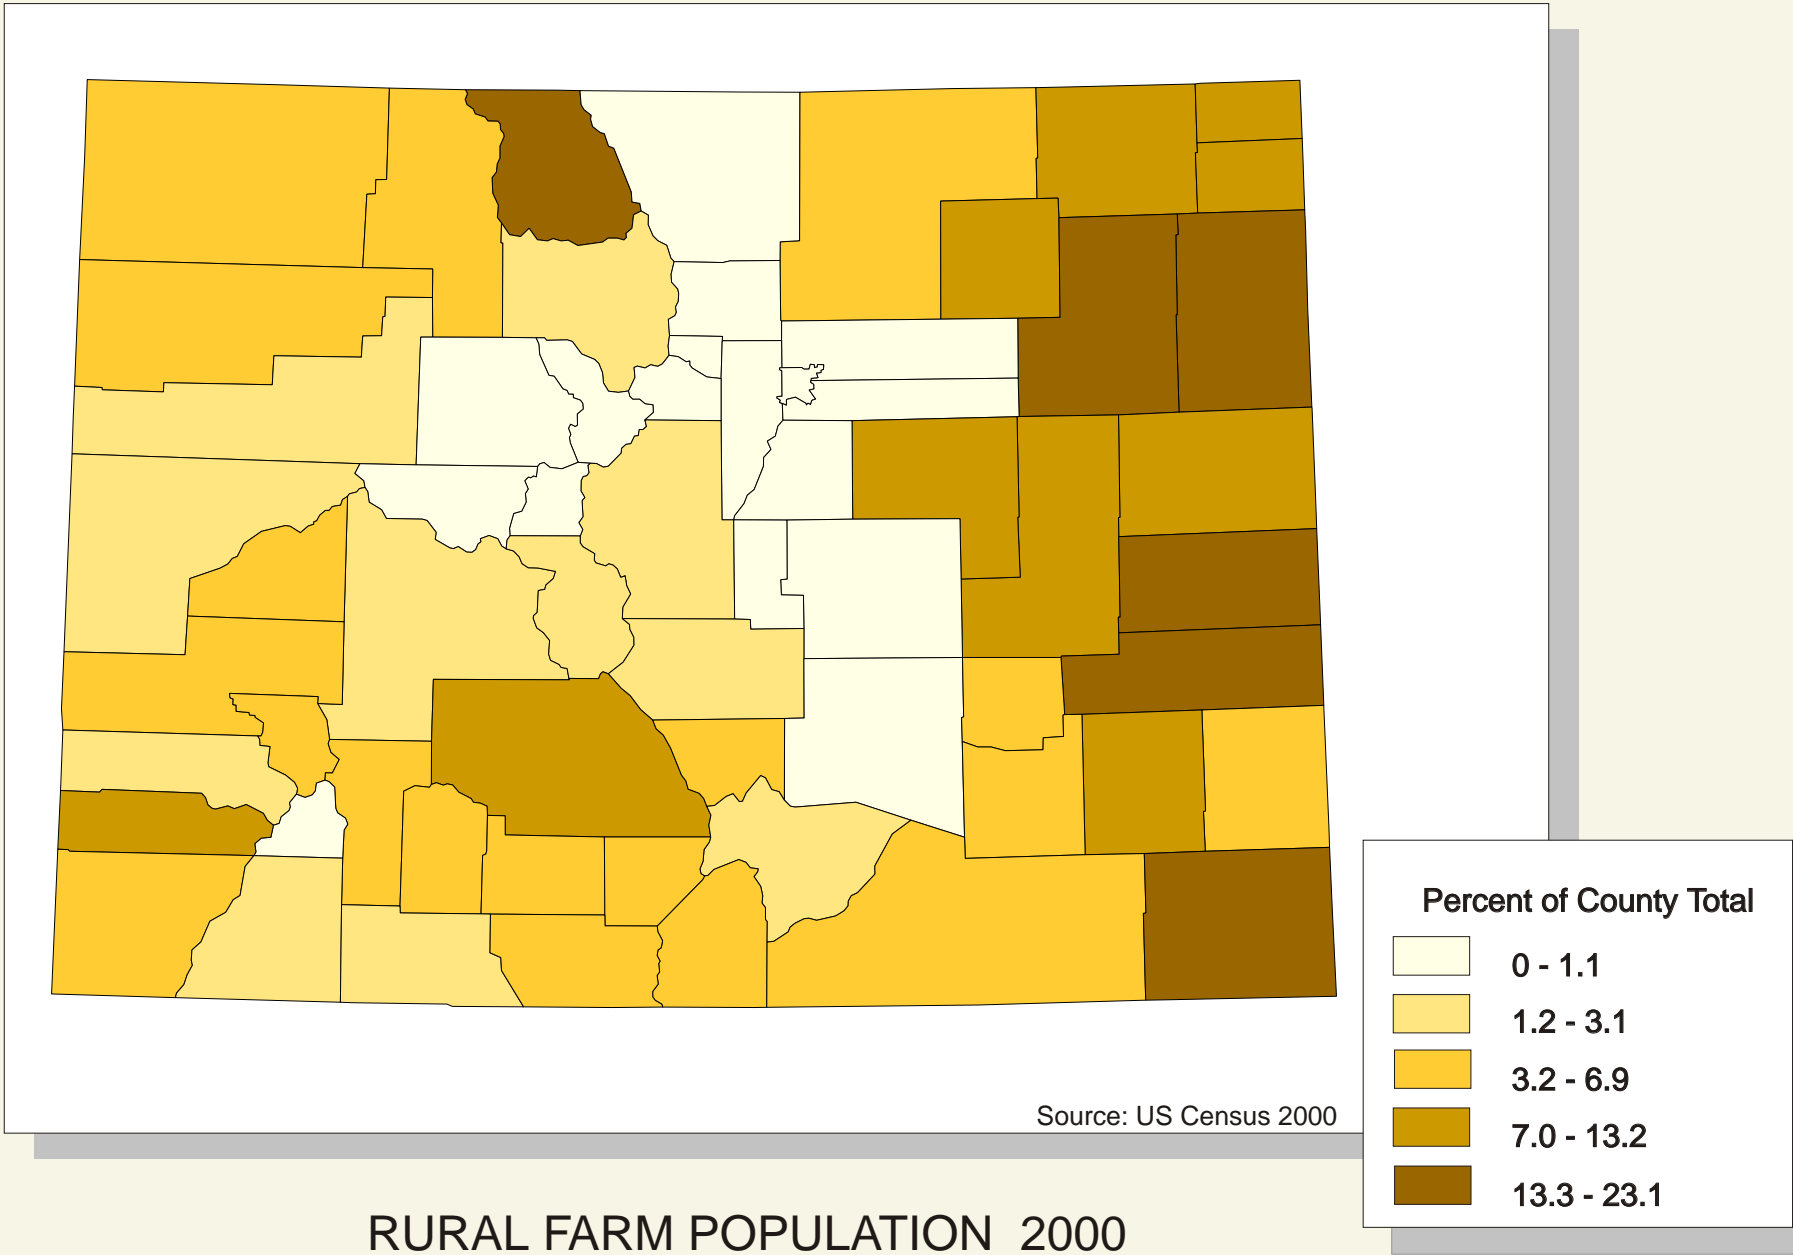 Percent of County Total
0 - 1.1
1.2 - 3.1
3.2 - 6.9
7.0 - 13.2
13.3 - 23.1
Source: US Census 2000
RURAL FARM POPULATION 2000